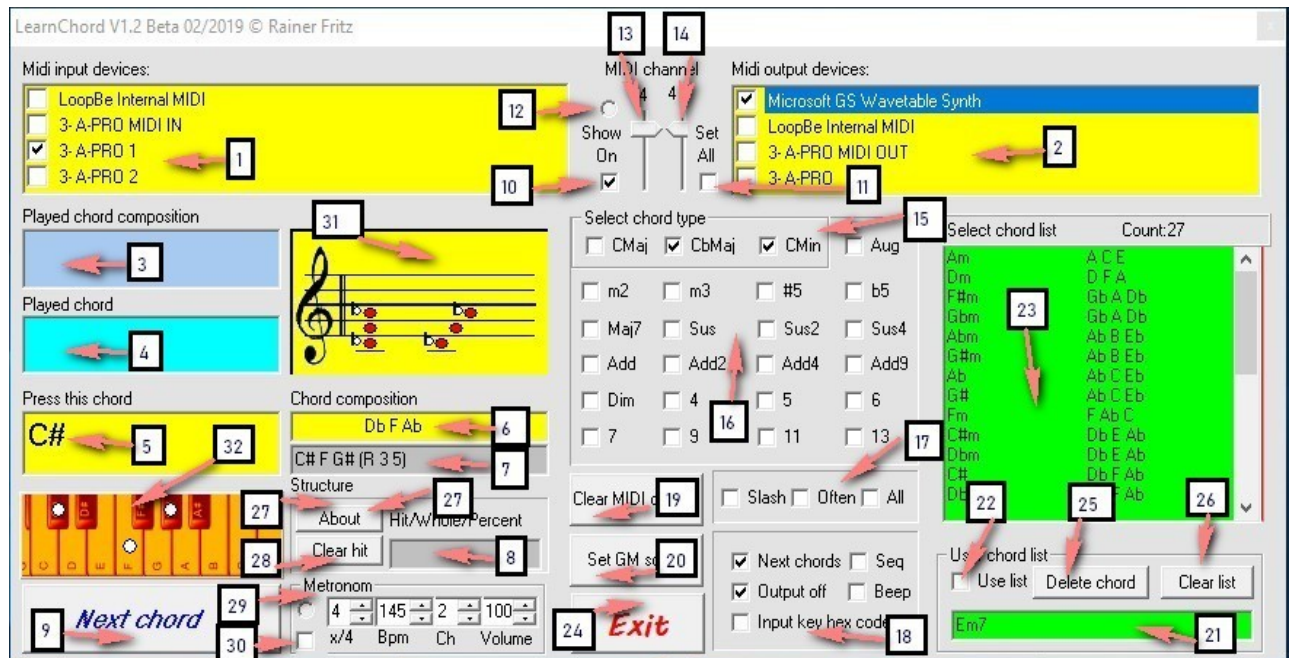 LearnChord V1.2 Beta 02/2019 © Rainer Fritz
13
14
Midi input devices:
MIDI channel
Midi output devices:
LoopBe Internal MIDI
3- A-PRO MIDI IN
3- A-PRO 1
3- A-PRO 2
1
12
4
4
Show
On
Set
All
10
11
Microsoft GS Wavetable Synth
LoopBe Internal MIDI
3- A-PRO MIDI OUT
3- A-PRO
2
Played chord composition
3
31
Select chord type
15
CMaj CbMaj CMin Aug
m2 m3 #5 b5
Maj7 Sus Sus2 Sus4
Add Add2 Add4 Add9
Dim 4 5 6
7 9 11 13
16
17
Select chord list Count:27
Am A C E
Dm D F A
F#m Gb A Db
Gbm Gb A Db
Abm Ab B Eb
G#m Ab B Eb
Ab Ab C Eb
G# Ab C Eb
Fm F Ab C
C#m Db E Ab
Dbm Db E Ab
C# Db F Ab
Db F Ab
23
Played chord
4
Press this chord
C#
5
32
Chord composition
Db F Ab
6
C# F G# (R 3 5)
7
Structure
27
27
About
Hit/Whole/Percent
28
Clear hit
8
D# A#
C D E F G A B
Clear MIDI
19
Slash Often All
22
25
26
Set GM
20
Next chords Seq
Output off Beep
Input key hex code
18
Use list Delete chord Clear list
chord list
Em7
21
Metronom
29
4 145 2 100
x/4 Bpm Ch Volume
30
9
Next chord
24
Exit